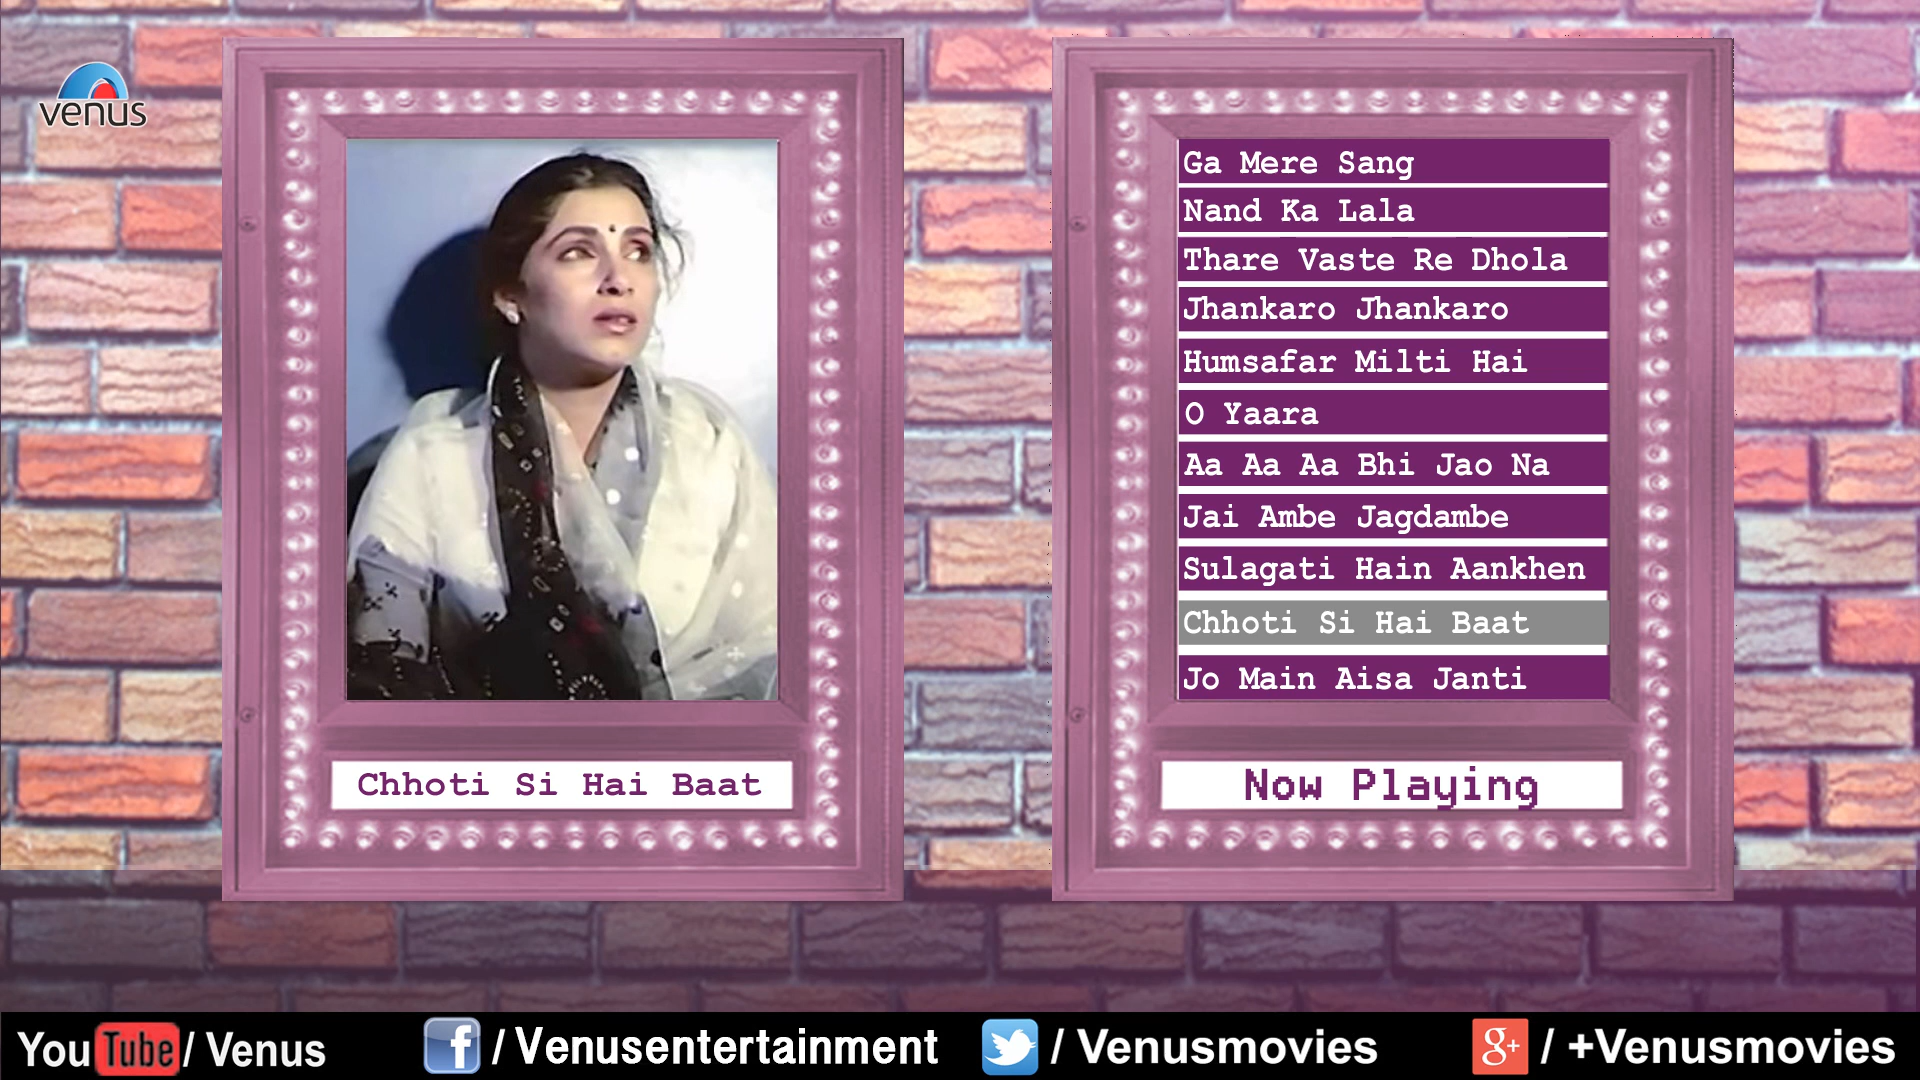 venus
Ga Mere Sang
Nand Ka Lala
Thare Vaste Re Dhola
Jhankaro Jhankaro
Humsafar Milti Hai
O Yaara
Aa Aa Aa Bhi Jao Na
Jai Ambe Jagdambe
Sulagati Hain Aankhen
Chhoti Si Hai Baat
Jo Main Aisa Janti
Chhoti Si Hai Baat
Now Playing
You Tube / Venus
f / Venusentertainment
/ Venusmovies
g+ / +Venusmovies